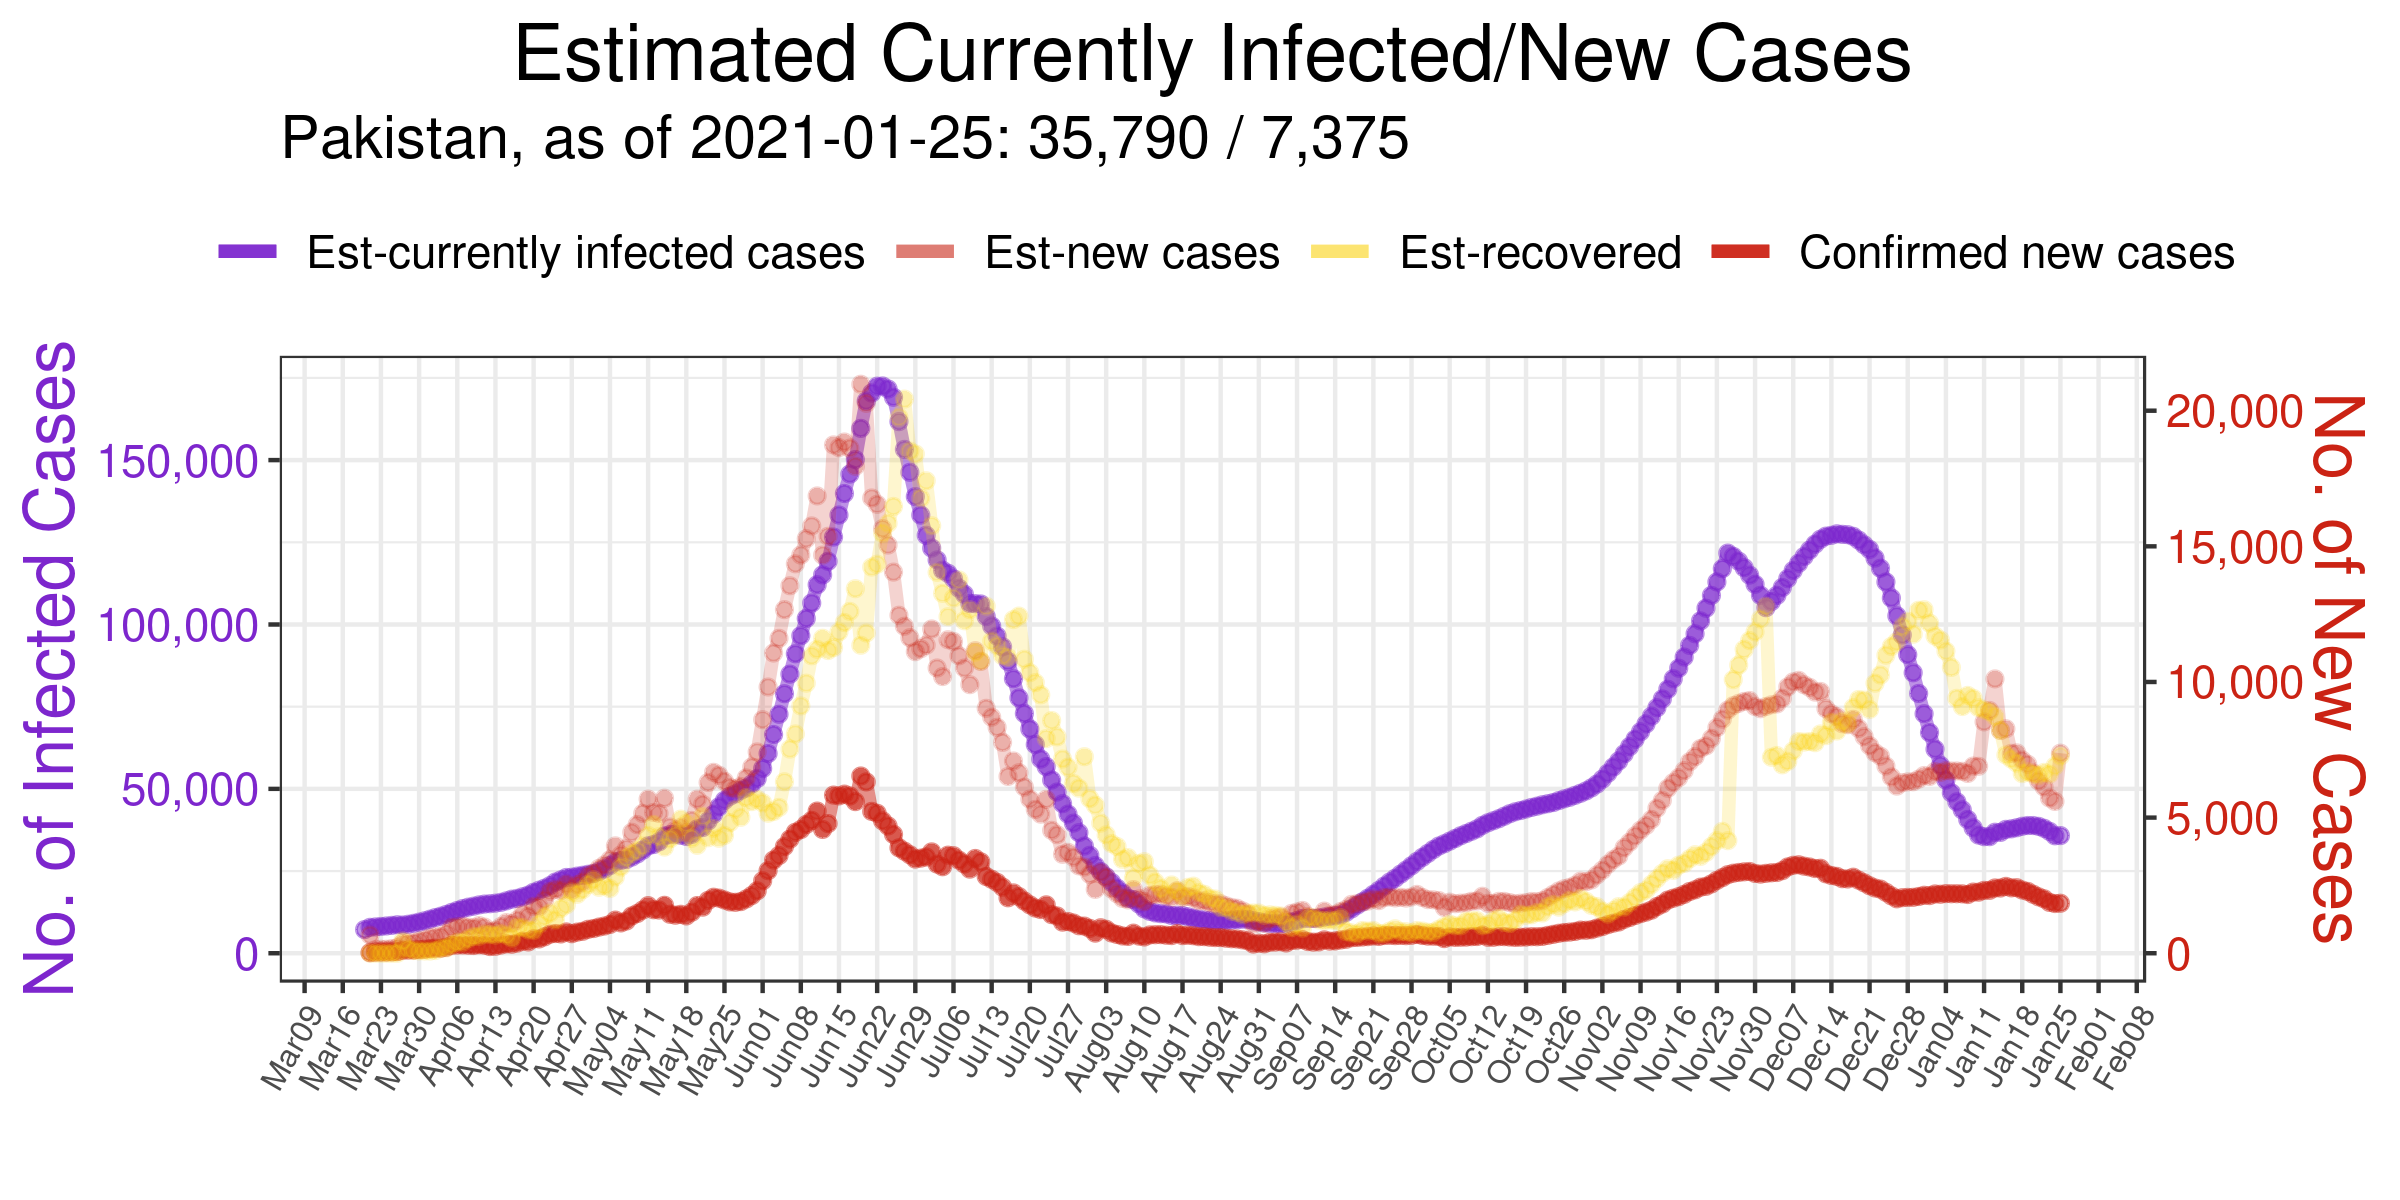 Estimated Currently Infected/New Cases
Pakistan, as of 2021-01-25: 35,790 / 7,375
Est-currently infected cases Est-new cases Est-recovered Confirmed new cases
No. of Infected Cases
150,000
100,000
50,000
0
20,000
15,000
10,000
5,000
0
No. of New Cases
Mar09 Mar16 Mar23 Mar30 Apr06 Apr13 Apr20 Apr27 May04 May11 May18 May25 Jun01 Jun08 Jun15 Jun22 Jun29 Jul06 Jul13 Jul20 Jul27 Aug03 Aug10 Aug17 Aug24 Aug31 Sep07 Sep14 Sep21 Sep28 Oct05 Oct12 Oct19 Oct26 Nov02 Nov09 Nov16 Nov23 Nov30 Dec07 Dec14 Dec21 Dec28 Jan04 Jan11 Jan18 Jan25 Feb01 Feb08